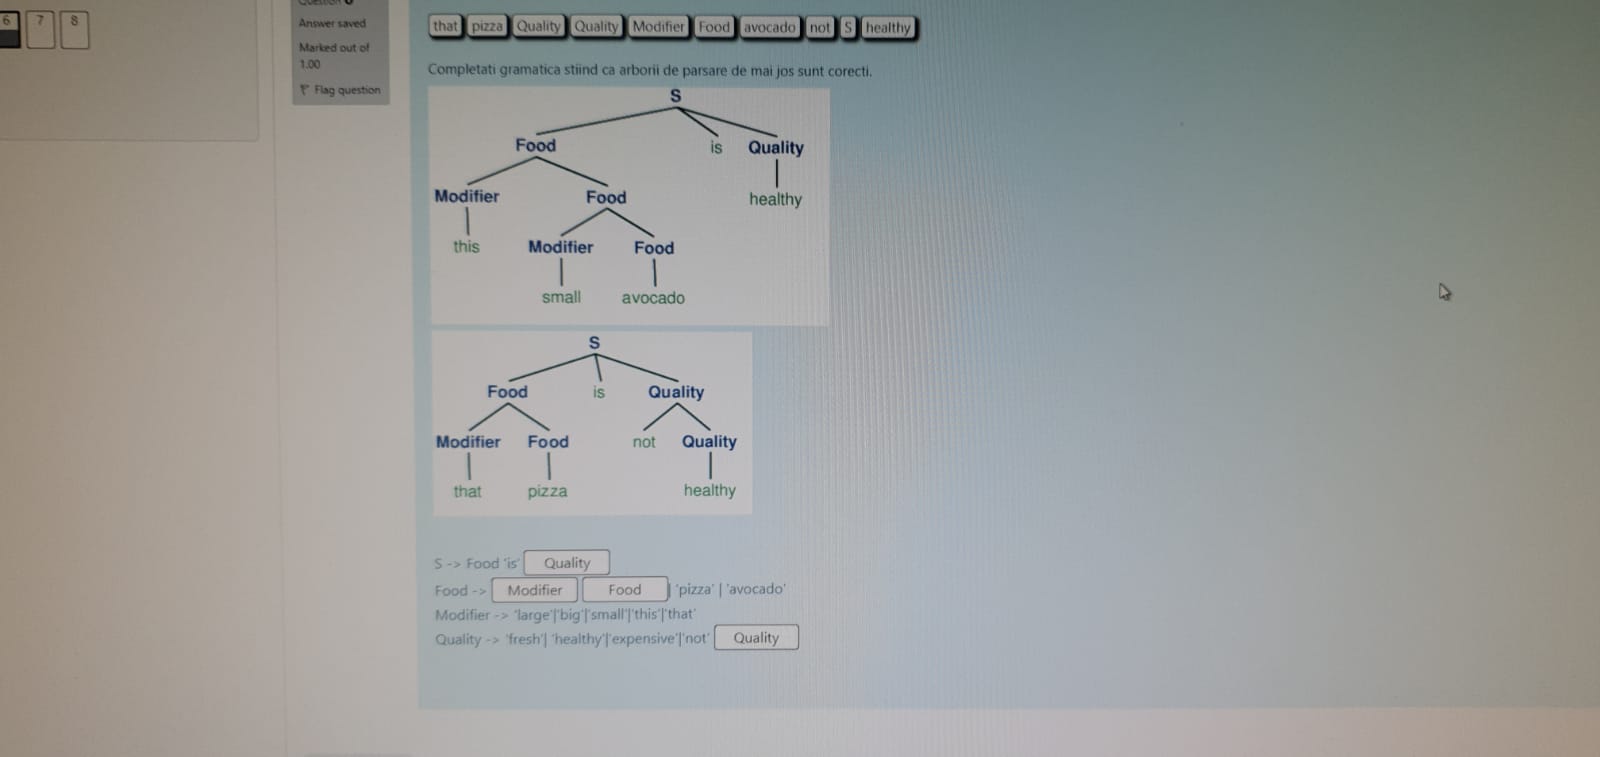 6 7 8
Question
Answer saved
Marked out of
1.00
Flag question
that pizza Quality Quality Modifier Food avocado not S healthy
Completati gramatica stiind ca arborii de parsare de mai jos sunt corecti.
S
Food is Quality
Modifier Food healthy
this Modifier Food
small avocado
S
Food is Quality
Modifier Food not Quality
that pizza healthy
S -> Food 'is' Quality
Food -> Modifier Food | 'pizza' | 'avocado'
Modifier -> 'large'|'big'|'small'|'this'|'that'
Quality -> 'fresh'| 'healthy'|'expensive'|'not' Quality